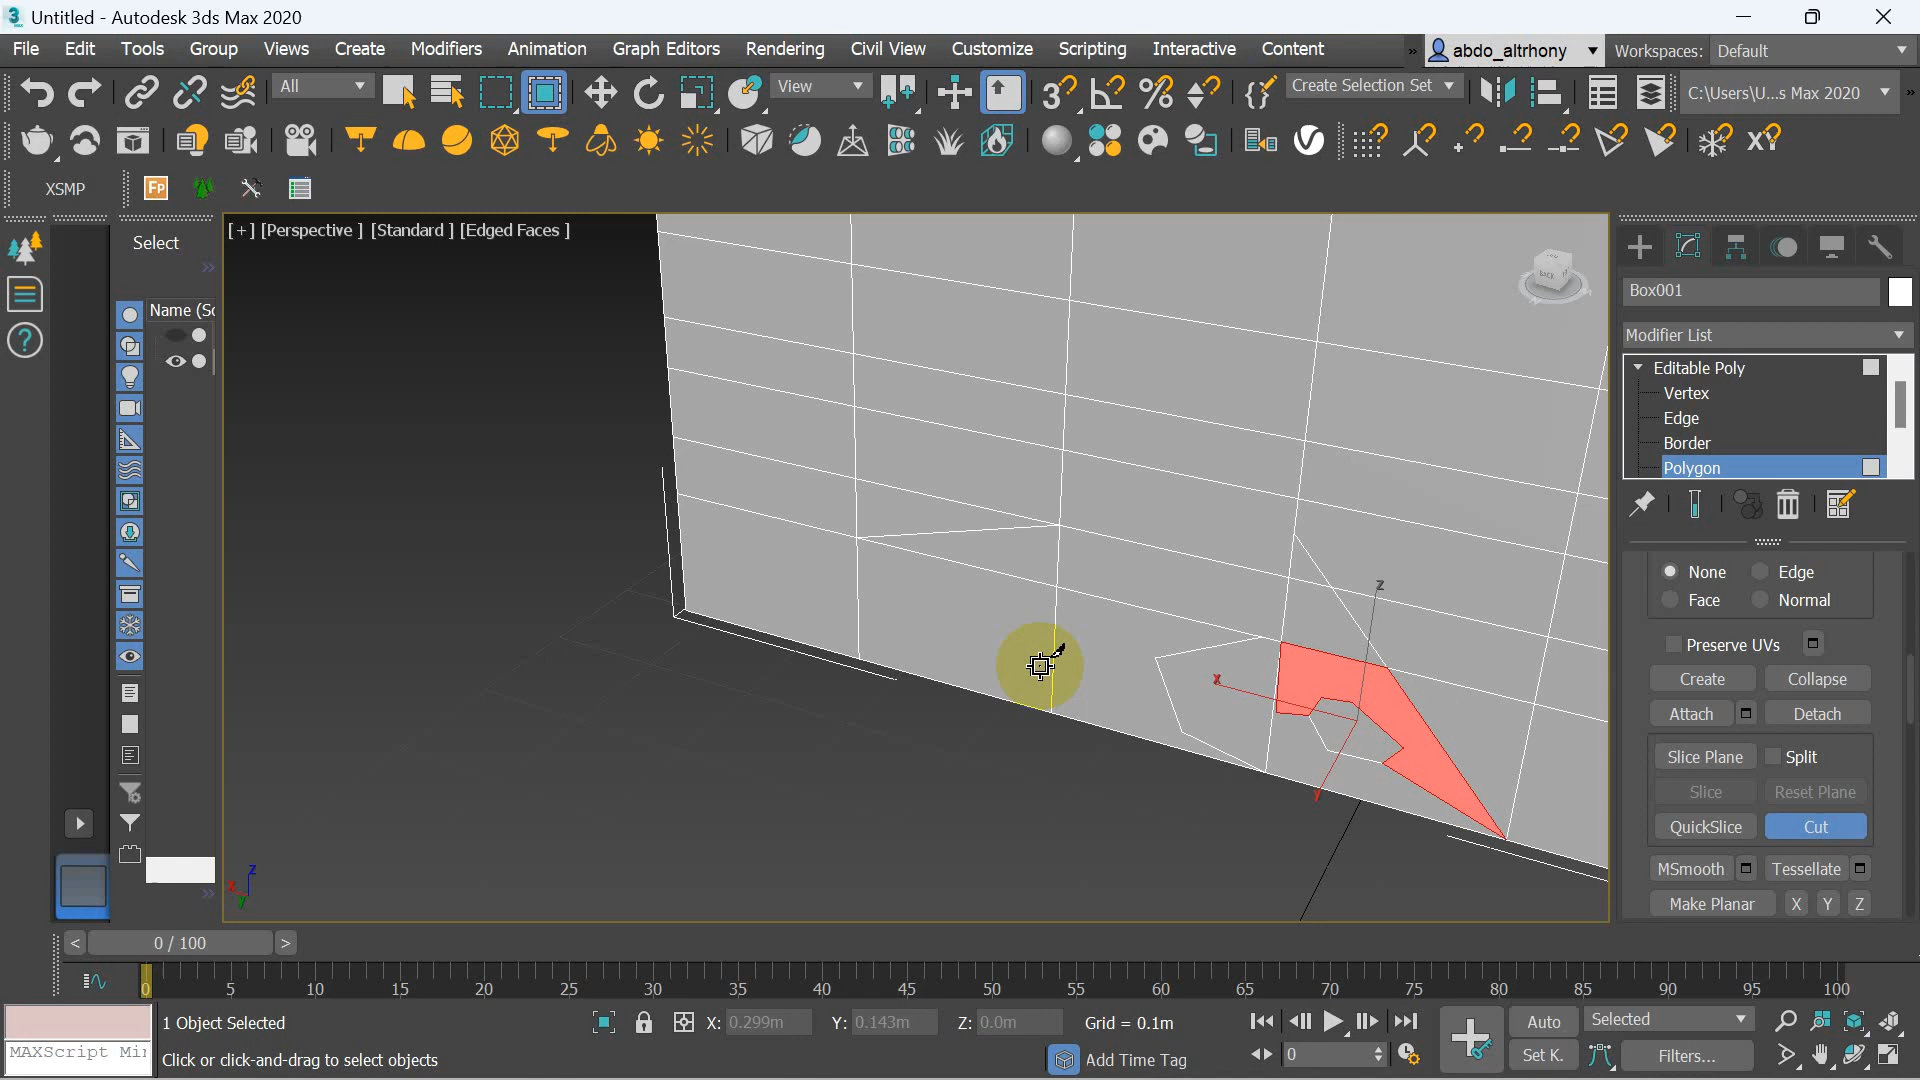 Untitled - Autodesk 3ds Max 2020
File Edit Tools Group Views Create Modifiers Animation Graph Editors Rendering Civil View Customize Scripting Interactive Content » abdo_altrhony Workspaces: Default
All View Create Selection Set C:\Users\U...s Max 2020 »
XSMP
Select
[+] [Perspective ] [Standard ] [Edged Faces ]
Name (Sc
BACK
Box001
Modifier List
Editable Poly
Vertex
Edge
Border
Polygon
None Edge
Face Normal
Preserve UVs
Create Collapse
Attach Detach
Slice Plane Split
Slice Reset Plane
QuickSlice Cut
MSmooth Tessellate
Make Planar X Y Z
z
x
y
z
x
y
< 0 / 100 >
0 5 10 15 20 25 30 35 40 45 50 55 60 65 70 75 80 85 90 95 100
1 Object Selected X: 0.299m Y: 0.143m Z: 0.0m Grid = 0.1m Auto Selected
MAXScript Mi
Click or click-and-drag to select objects Add Time Tag 0 Set K. Filters...